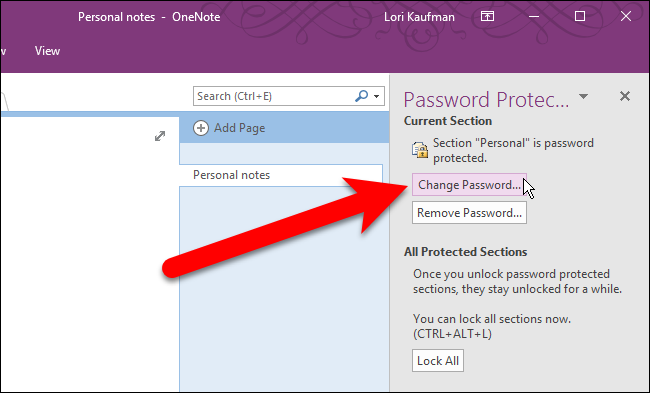 Personal notes - OneNote
Lori Kaufman
View
Search (Ctrl+E)
Add Page
Personal notes
Password Protec...
Current Section
Section "Personal" is password
protected.
Change Password...
Remove Password...
All Protected Sections
Once you unlock password protected
sections, they stay unlocked for a while.
You can lock all sections now.
(CTRL+ALT+L)
Lock All